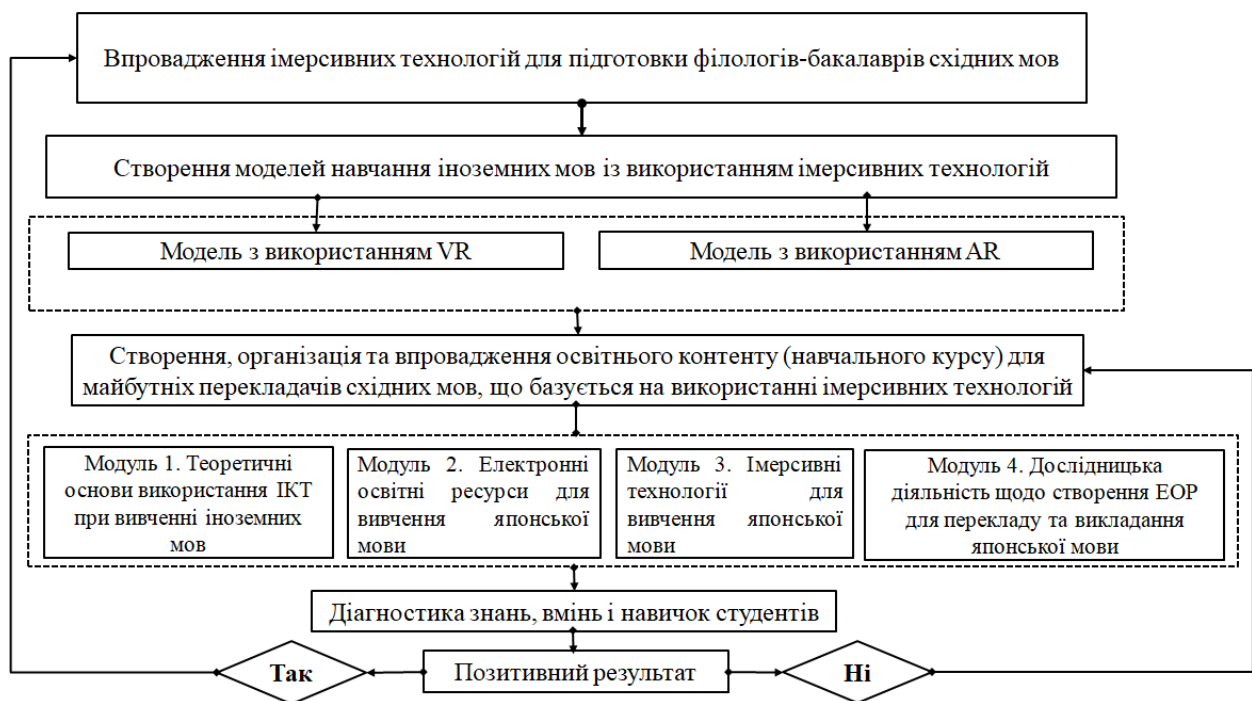 Впровадження імерсивних технологій для підготовки філологів-бакалаврів східних мов
Створення моделей навчання іноземних мов із використанням імерсивних технологій
Модель з використанням VR
Модель з використанням AR
Створення, організація та впровадження освітнього контенту (навчального курсу) для
майбутніх перекладачів східних мов, що базується на використанні імерсивних технологій
Модуль 1. Теоретичні
основи використання ІКТ
при вивченні іноземних
мов
Модуль 2. Електронні
освітні ресурси для
вивчення японської
мови
Модуль 3. Імерсивні
технології для
вивчення японської
мови
Модуль 4. Дослідницька
діяльність щодо створення ЕОР
для перекладу та викладання
японської мови
Діагностика знань, вмінь і навичок студентів
Так
Позитивний результат
Ні